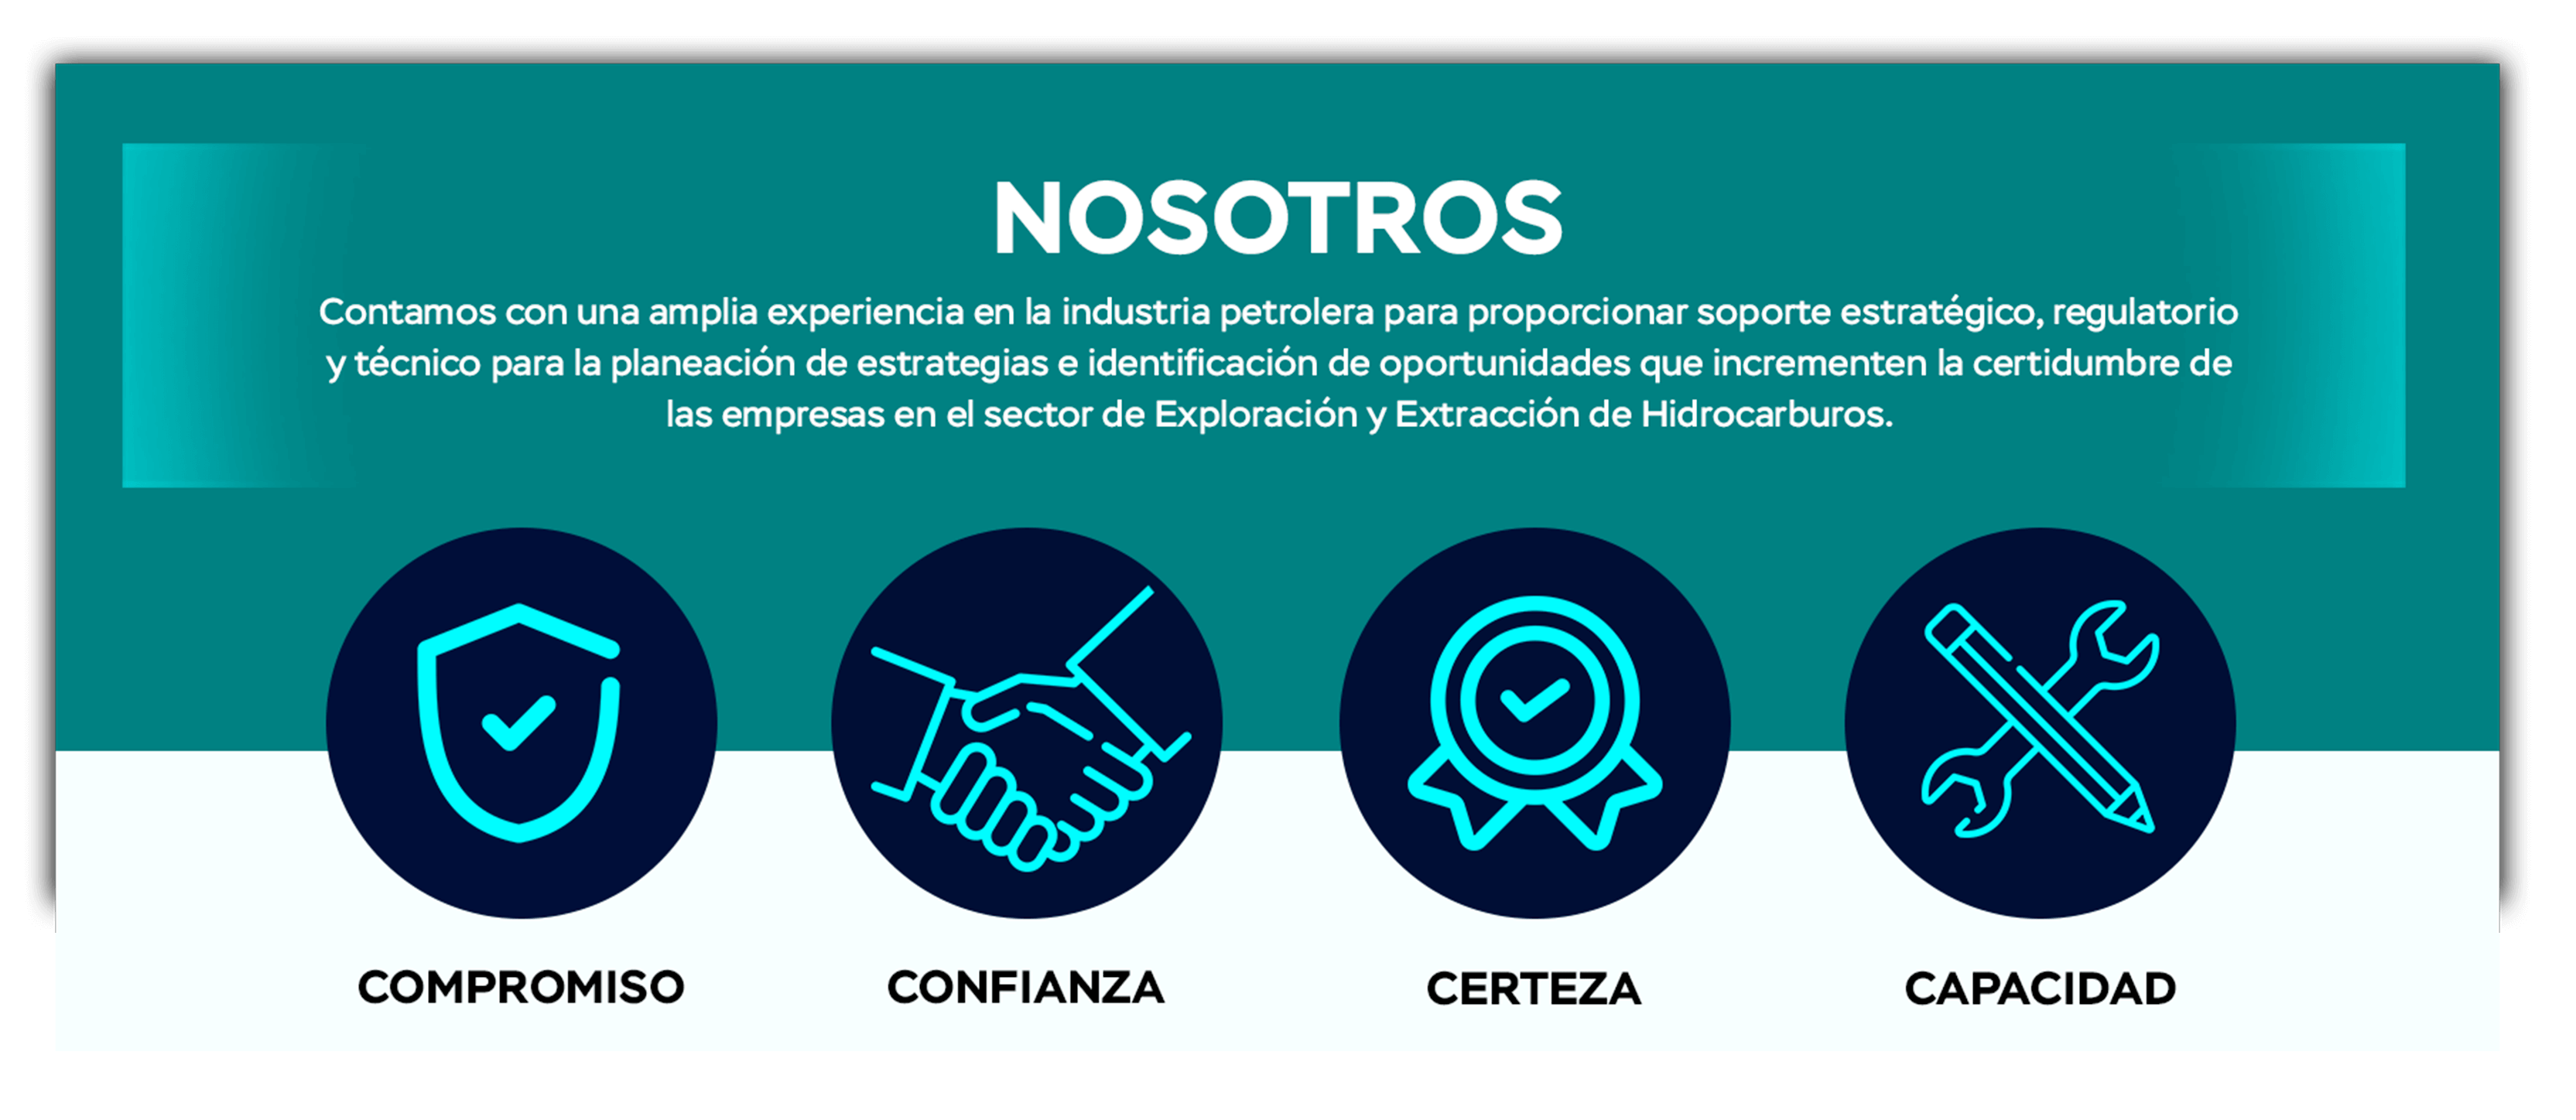 NOSOTROS
Contamos con una amplia experiencia en la industria petrolera para proporcionar soporte estratégico, regulatorio
y técnico para la planeación de estrategias e identificación de oportunidades que incrementen la certidumbre de
las empresas en el sector de Exploración y Extracción de Hidrocarburos.
COMPROMISO
CONFIANZA
CERTEZA
CAPACIDAD